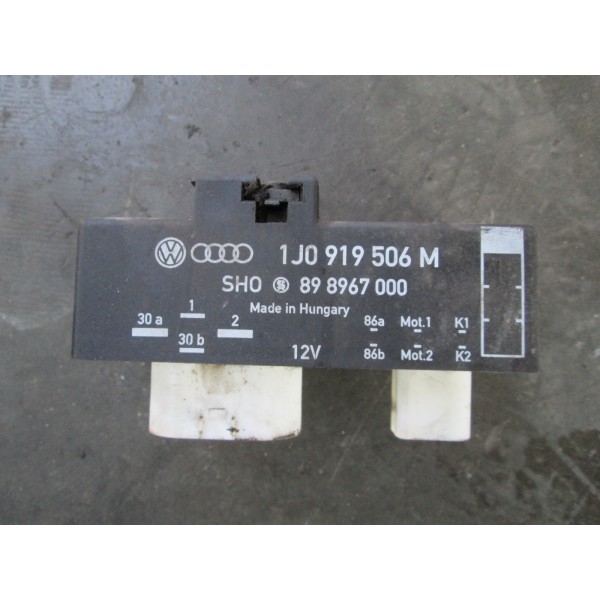 1J0 919 506 M
SHO 89 8967 000
Made in Hungary
30 a 1 30 b 2
12V
86a Mot.1 K1
86b Mot.2 K2